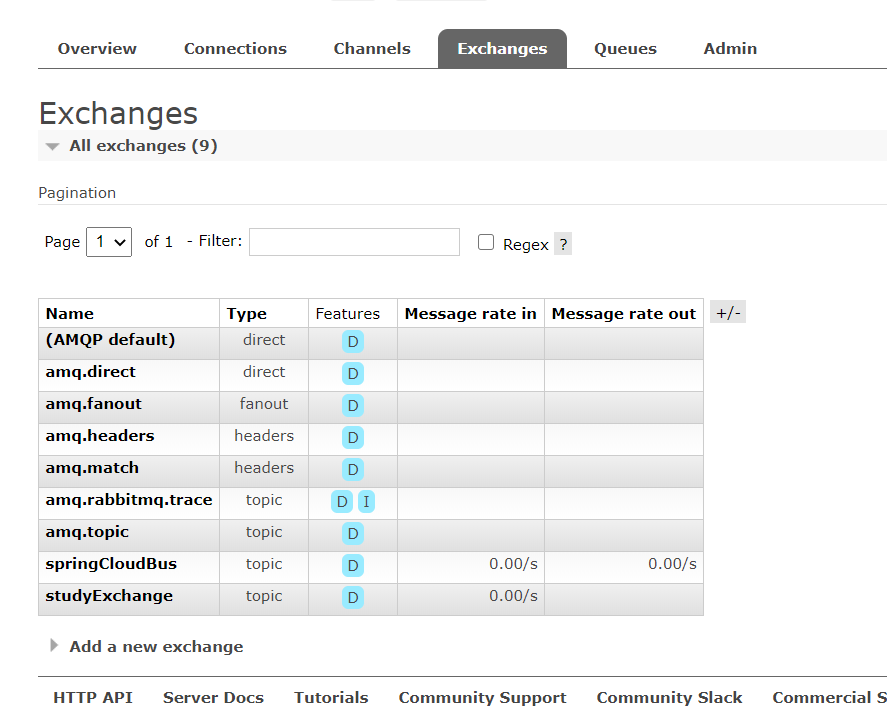 Overview Connections Channels Exchanges Queues Admin
Exchanges
All exchanges (9)
Pagination
Page 1 of 1 - Filter: Regex ?
Name Type Features Message rate in Message rate out +/-
(AMQP default) direct D
amq.direct direct D
amq.fanout fanout D
amq.headers headers D
amq.match headers D
amq.rabbitmq.trace topic D I
amq.topic topic D
springCloudBus topic D 0.00/s 0.00/s
studyExchange topic D 0.00/s
Add a new exchange
HTTP API Server Docs Tutorials Community Support Community Slack Commercial S